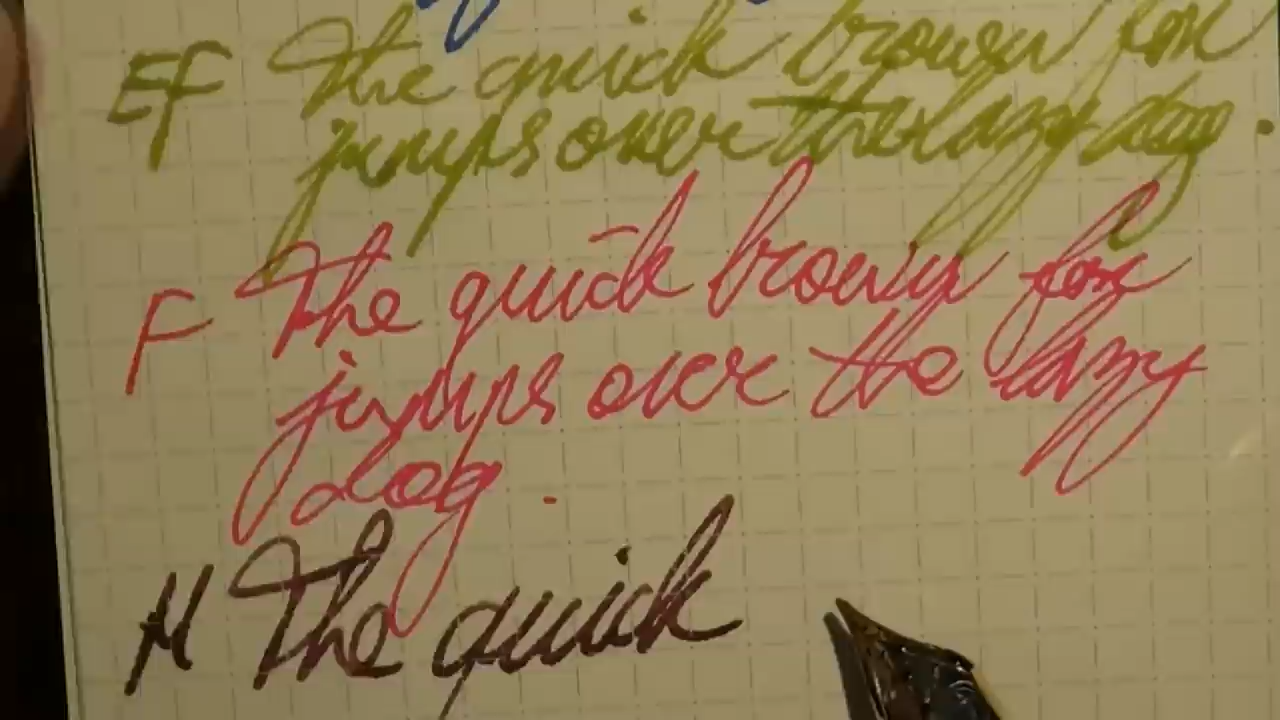 EF The quick brown fox
jumps over the lazy dog.
F The quick brown fox
jumps over the lazy
dog.
M The quick